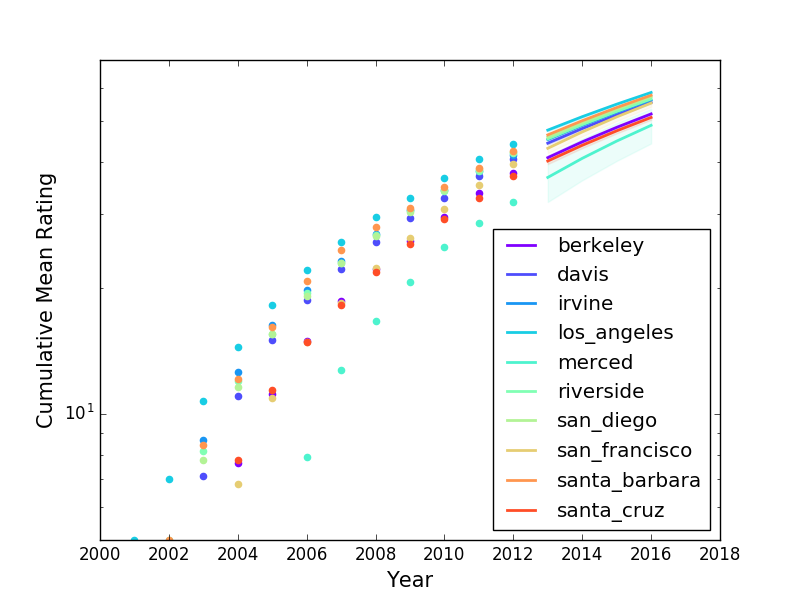 Cumulative Mean Rating
10^1
berkeley
davis
irvine
los_angeles
merced
riverside
san_diego
san_francisco
santa_barbara
santa_cruz
2000 2002 2004 2006 2008 2010 2012 2014 2016 2018
Year